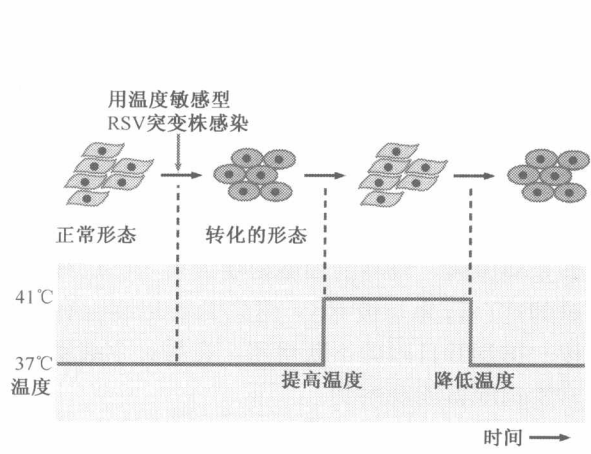 用温度敏感型
RSV突变株感染
正常形态
转化的形态
41℃
37℃
温度
提高温度
降低温度
时间